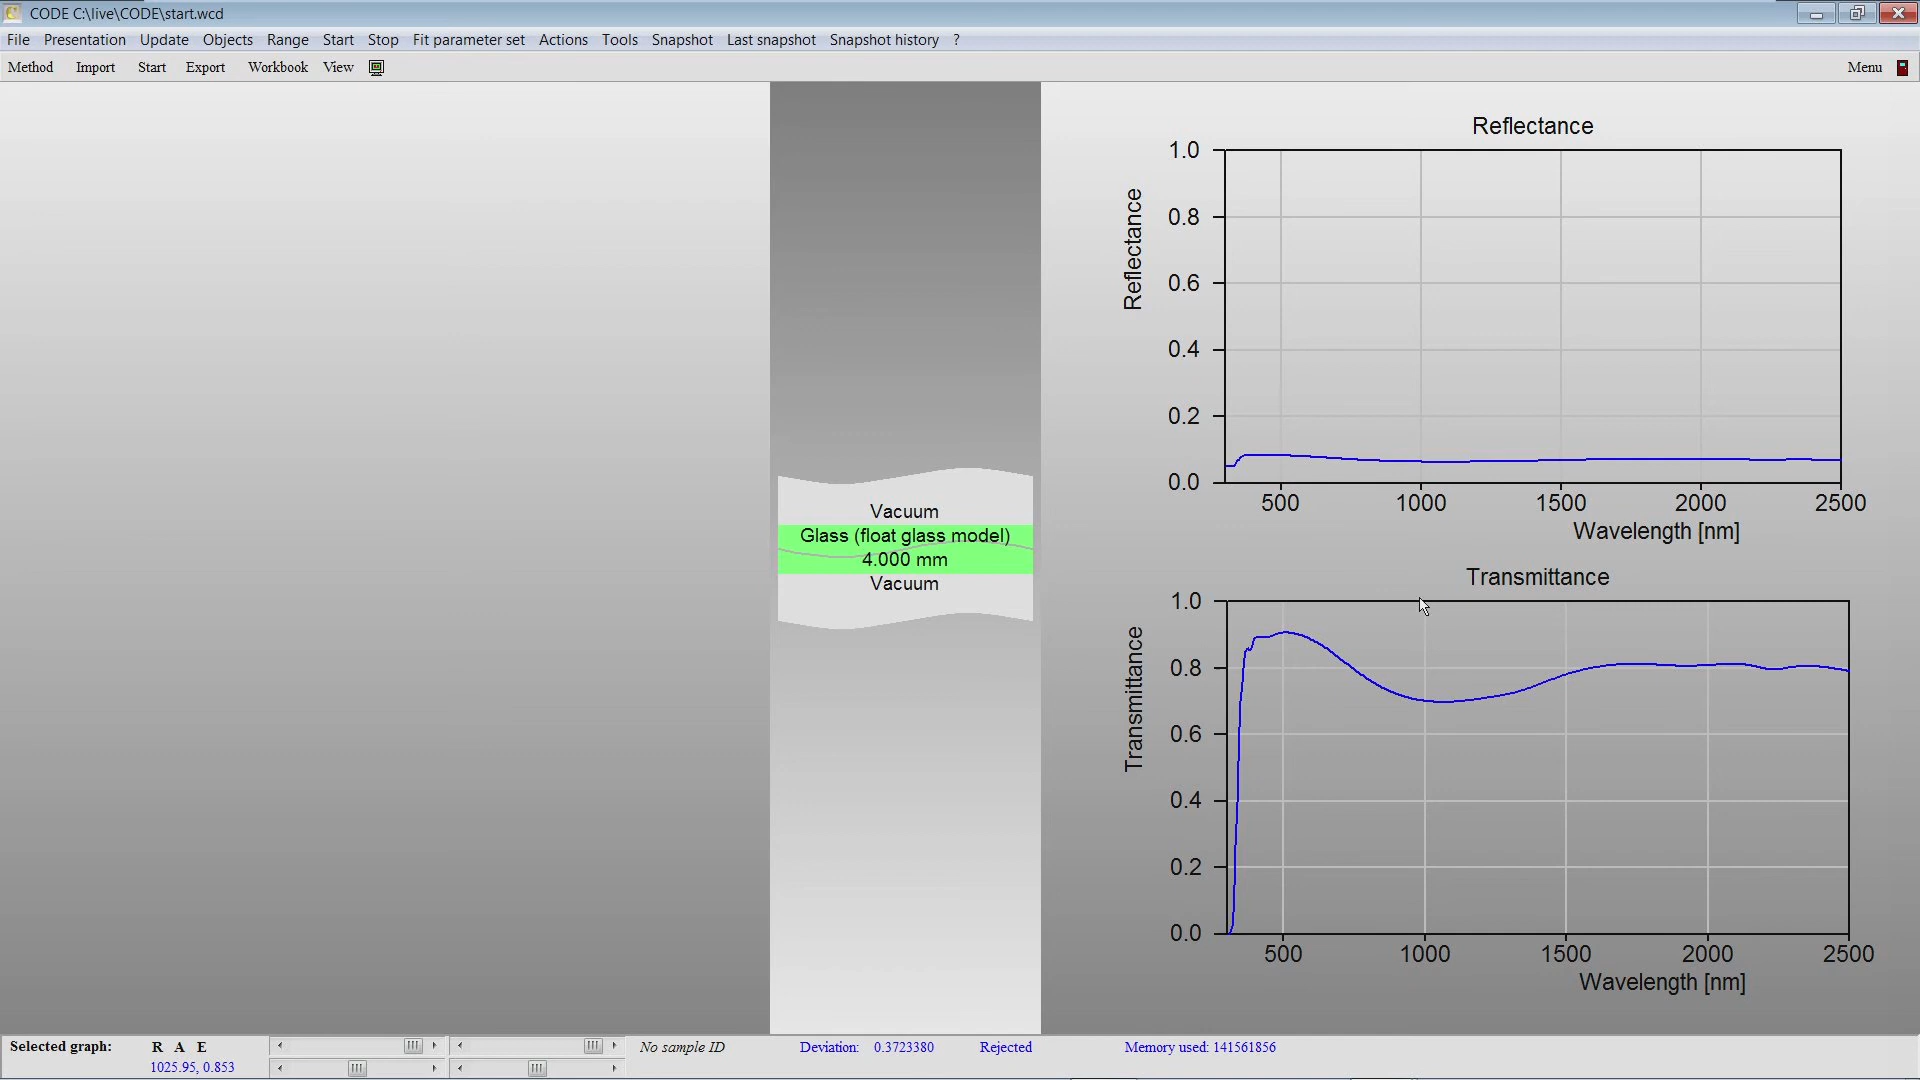 CODE C:\live\CODE\start.wcd
File Presentation Update Objects Range Start Stop Fit parameter set Actions Tools Snapshot Last snapshot Snapshot history ?
Method Import Start Export Workbook View Menu
Vacuum
Glass (float glass model)
4.000 mm
Vacuum
Reflectance
Reflectance
1.0
0.8
0.6
0.4
0.2
0.0
500 1000 1500 2000 2500
Wavelength [nm]
Transmittance
Transmittance
1.0
0.8
0.6
0.4
0.2
0.0
500 1000 1500 2000 2500
Wavelength [nm]
Selected graph: R A E No sample ID Deviation: 0.3723380 Rejected Memory used: 141561856
1025.95, 0.853